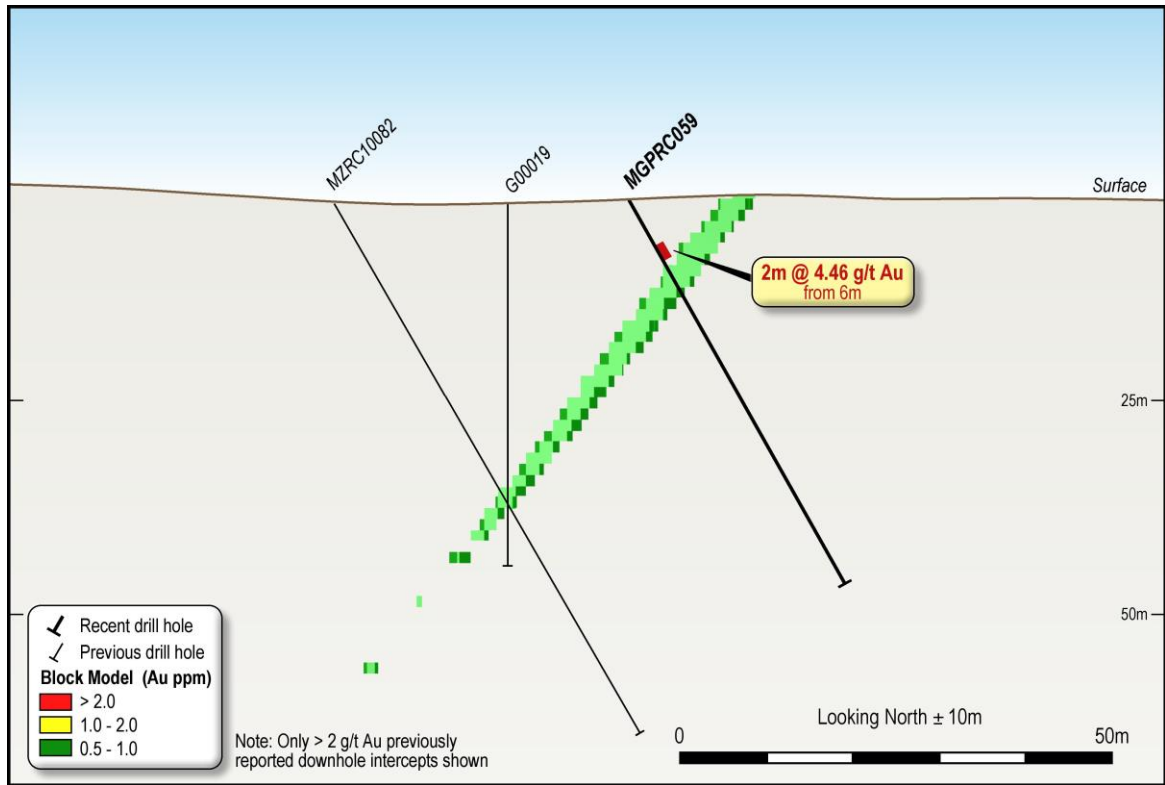 MZRC10082
G00019
MGPRC059
Surface
2m @ 4.46 g/t Au
from 6m
25m
50m
Recent drill hole
Previous drill hole
Block Model (Au ppm)
> 2.0
1.0 - 2.0
0.5 - 1.0
Note: Only > 2 g/t Au previously
reported downhole intercepts shown
Looking North ± 10m
0
50m